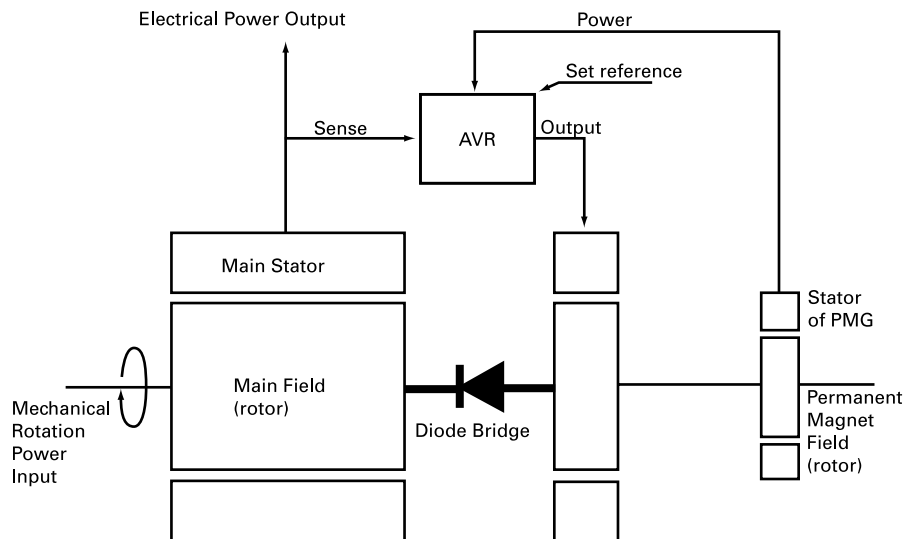 Electrical Power Output
Power
Set reference
Sense
AVR
Output
Main Stator
Stator
of PMG
Main Field
(rotor)
Diode Bridge
Mechanical
Rotation
Power
Input
Permanent
Magnet
Field
(rotor)